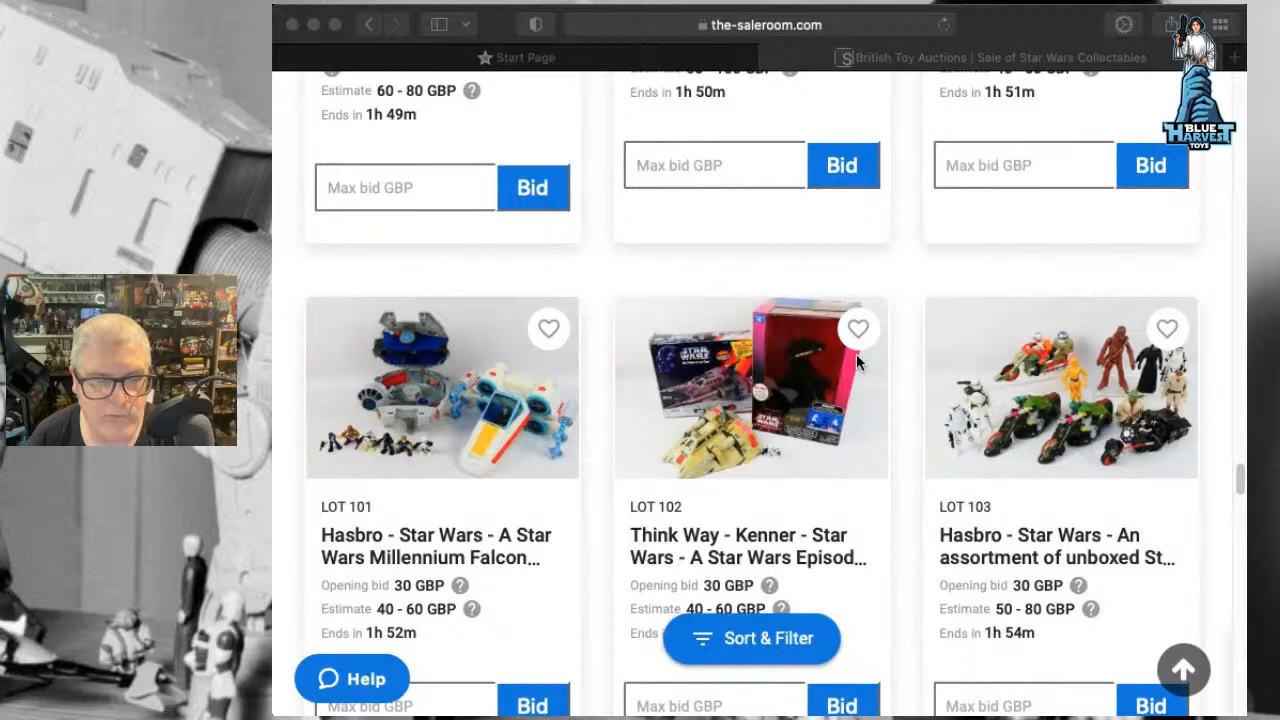 the-saleroom.com
Start Page
British Toy Auctions | Sale of Star Wars Collectables
BLUE
HARVEST
TOYS
Estimate 60 - 80 GBP ?
Ends in 1h 50m
Ends in 1h 51m
Ends in 1h 49m
Max bid GBP Bid
Max bid GBP Bid
Max bid GBP Bid
STAR WARS
STAR WARS
LOT 101
Hasbro - Star Wars - A Star
Wars Millennium Falcon...
Opening bid 30 GBP ?
Estimate 40 - 60 GBP ?
Ends in 1h 52m
Max bid GBP Bid
LOT 102
Think Way - Kenner - Star
Wars - A Star Wars Episod...
Opening bid 30 GBP ?
Estimate 40 - 60 GBP ?
Ends
Max bid GBP Bid
LOT 103
Hasbro - Star Wars - An
assortment of unboxed St...
Opening bid 30 GBP ?
Estimate 50 - 80 GBP ?
Ends in 1h 54m
Max bid GBP Bid
Sort & Filter
Help